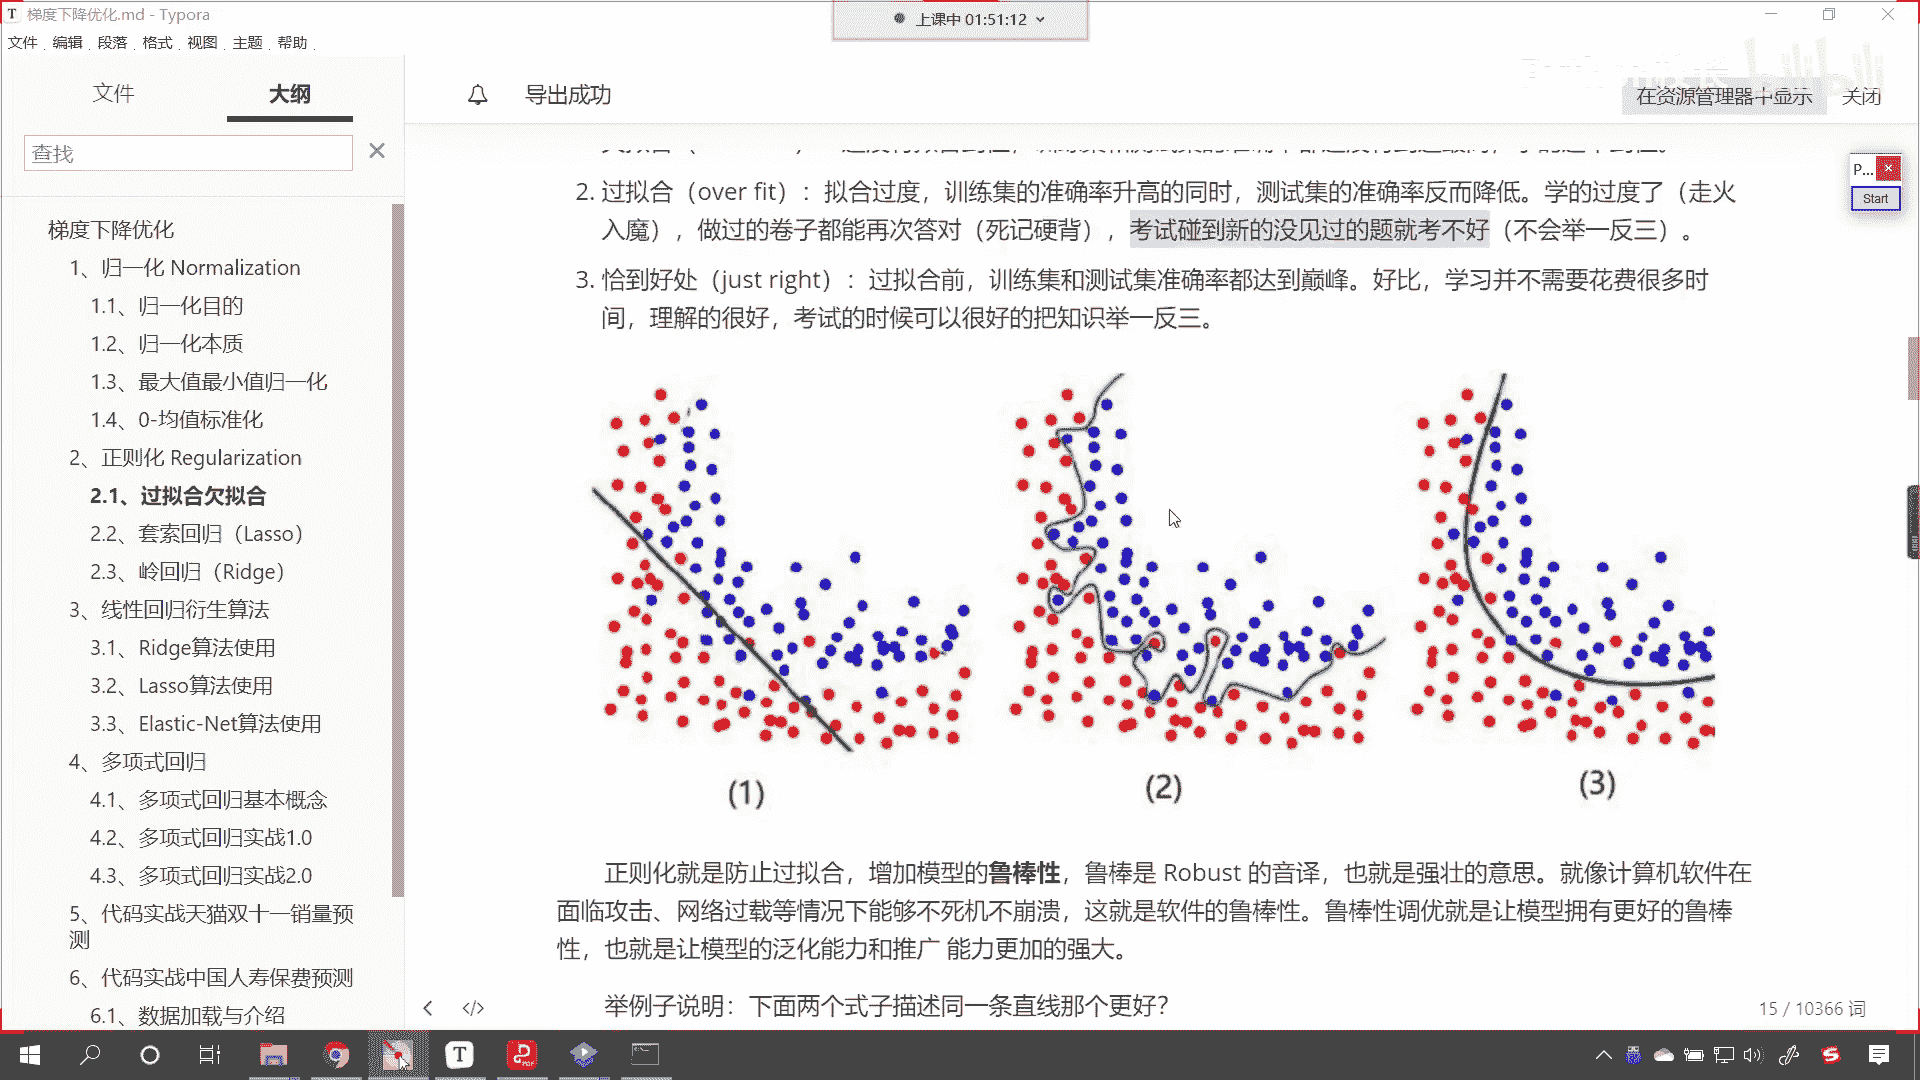 梯度下降优化.md - Typora
上课中 01:51:12
文件 编辑 段落 格式 视图 主题 帮助
文件 大纲
导出成功
在资源管理器中显示 关闭
查找
P...
Start
梯度下降优化
1、归一化 Normalization
1.1、归一化目的
1.2、归一化本质
1.3、最大值最小值归一化
1.4、0-均值标准化
2、正则化 Regularization
2.1、过拟合欠拟合
2.2、套索回归（Lasso）
2.3、岭回归（Ridge）
3、线性回归衍生算法
3.1、Ridge算法使用
3.2、Lasso算法使用
3.3、Elastic-Net算法使用
4、多项式回归
4.1、多项式回归基本概念
4.2、多项式回归实战1.0
4.3、多项式回归实战2.0
5、代码实战天猫双十一销量预
测
6、代码实战中国人寿保费预测
6.1、数据加载与介绍
2. 过拟合（over fit）：拟合过度，训练集的准确率升高的同时，测试集的准确率反而降低。学的过度了（走火
入魔），做过的卷子都能再次答对（死记硬背），考试碰到新的没见过的题就考不好（不会举一反三）。
3. 恰到好处（just right）：过拟合前，训练集和测试集准确率都达到巅峰。好比，学习并不需要花费很多时
间，理解的很好，考试的时候可以很好的把知识举一反三。
(1)
(2)
(3)
正则化就是防止过拟合，增加模型的鲁棒性，鲁棒是 Robust 的音译，也就是强壮的意思。就像计算机软件在
面临攻击、网络过载等情况下能够不死机不崩溃，这就是软件的鲁棒性。鲁棒性调优就是让模型拥有更好的鲁棒
性，也就是让模型的泛化能力和推广 能力更加的强大。
举例子说明：下面两个式子描述同一条直线那个更好？
15 / 10366 词